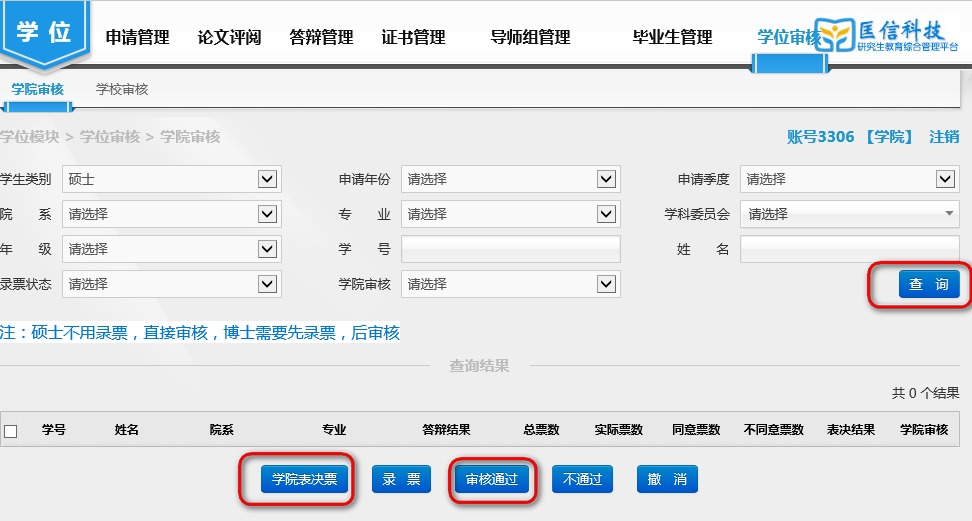 学 位
申请管理 论文评阅 答辩管理 证书管理 导师组管理 毕业生管理 学位审核
医信科技
研究生教育综合管理平台
学院审核 学校审核
学位模块 > 学位审核 > 学院审核 账号3306 【学院】 注销
学生类别 硕士 申请年份 请选择 申请季度 请选择
院 系 请选择 专 业 请选择 学科委员会 请选择
年 级 请选择 学 号 姓 名
录票状态 请选择 学院审核 请选择 查 询
注：硕士不用录票，直接审核，博士需要先录票，后审核
查询结果
共 0 个结果
学号 姓名 院系 专业 答辩结果 总票数 实际票数 同意票数 不同意票数 表决结果 学院审核
学院表决票 录 票 审核通过 不通过 撤 消